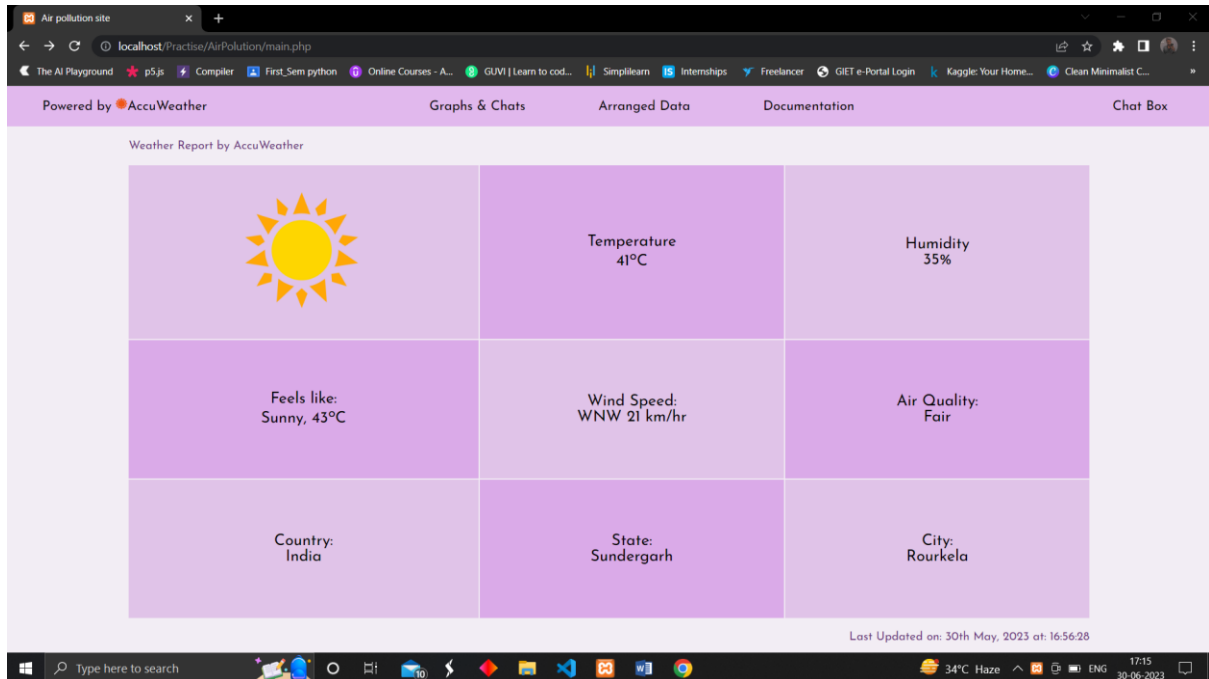 Air pollution site
localhost/Practise/AirPolution/main.php
The AI Playground p5.js Compiler First_Sem python Online Courses - A... GUVI | Learn to cod... Simplilearn Internships Freelancer GIET e-Portal Login Kaggle: Your Home... Clean Minimalist C... »
Powered by AccuWeather Graphs & Chats Arranged Data Documentation Chat Box
Weather Report by AccuWeather
Temperature
41°C
Humidity
35%
Feels like:
Sunny, 43°C
Wind Speed:
WNW 21 km/hr
Air Quality:
Fair
Country:
India
State:
Sundergarh
City:
Rourkela
Last Updated on: 30th May, 2023 at: 16:56:28
Type here to search
10
34°C Haze ENG
17:15
30-06-2023